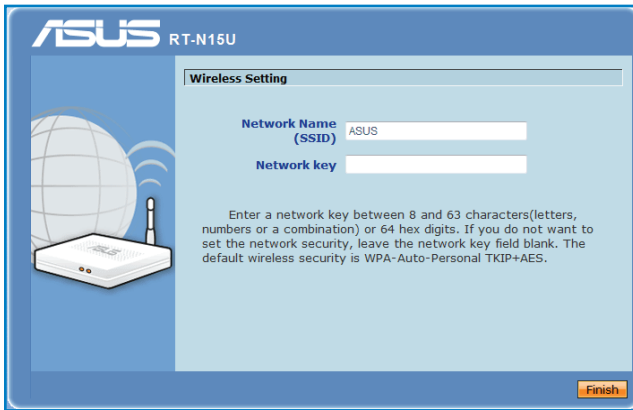 ASUS RT-N15U
Wireless Setting
Network Name
(SSID)
ASUS
Network key
Enter a network key between 8 and 63 characters(letters,
numbers or a combination) or 64 hex digits. If you do not want to
set the network security, leave the network key field blank. The
default wireless security is WPA-Auto-Personal TKIP+AES.
ASUS
Finish